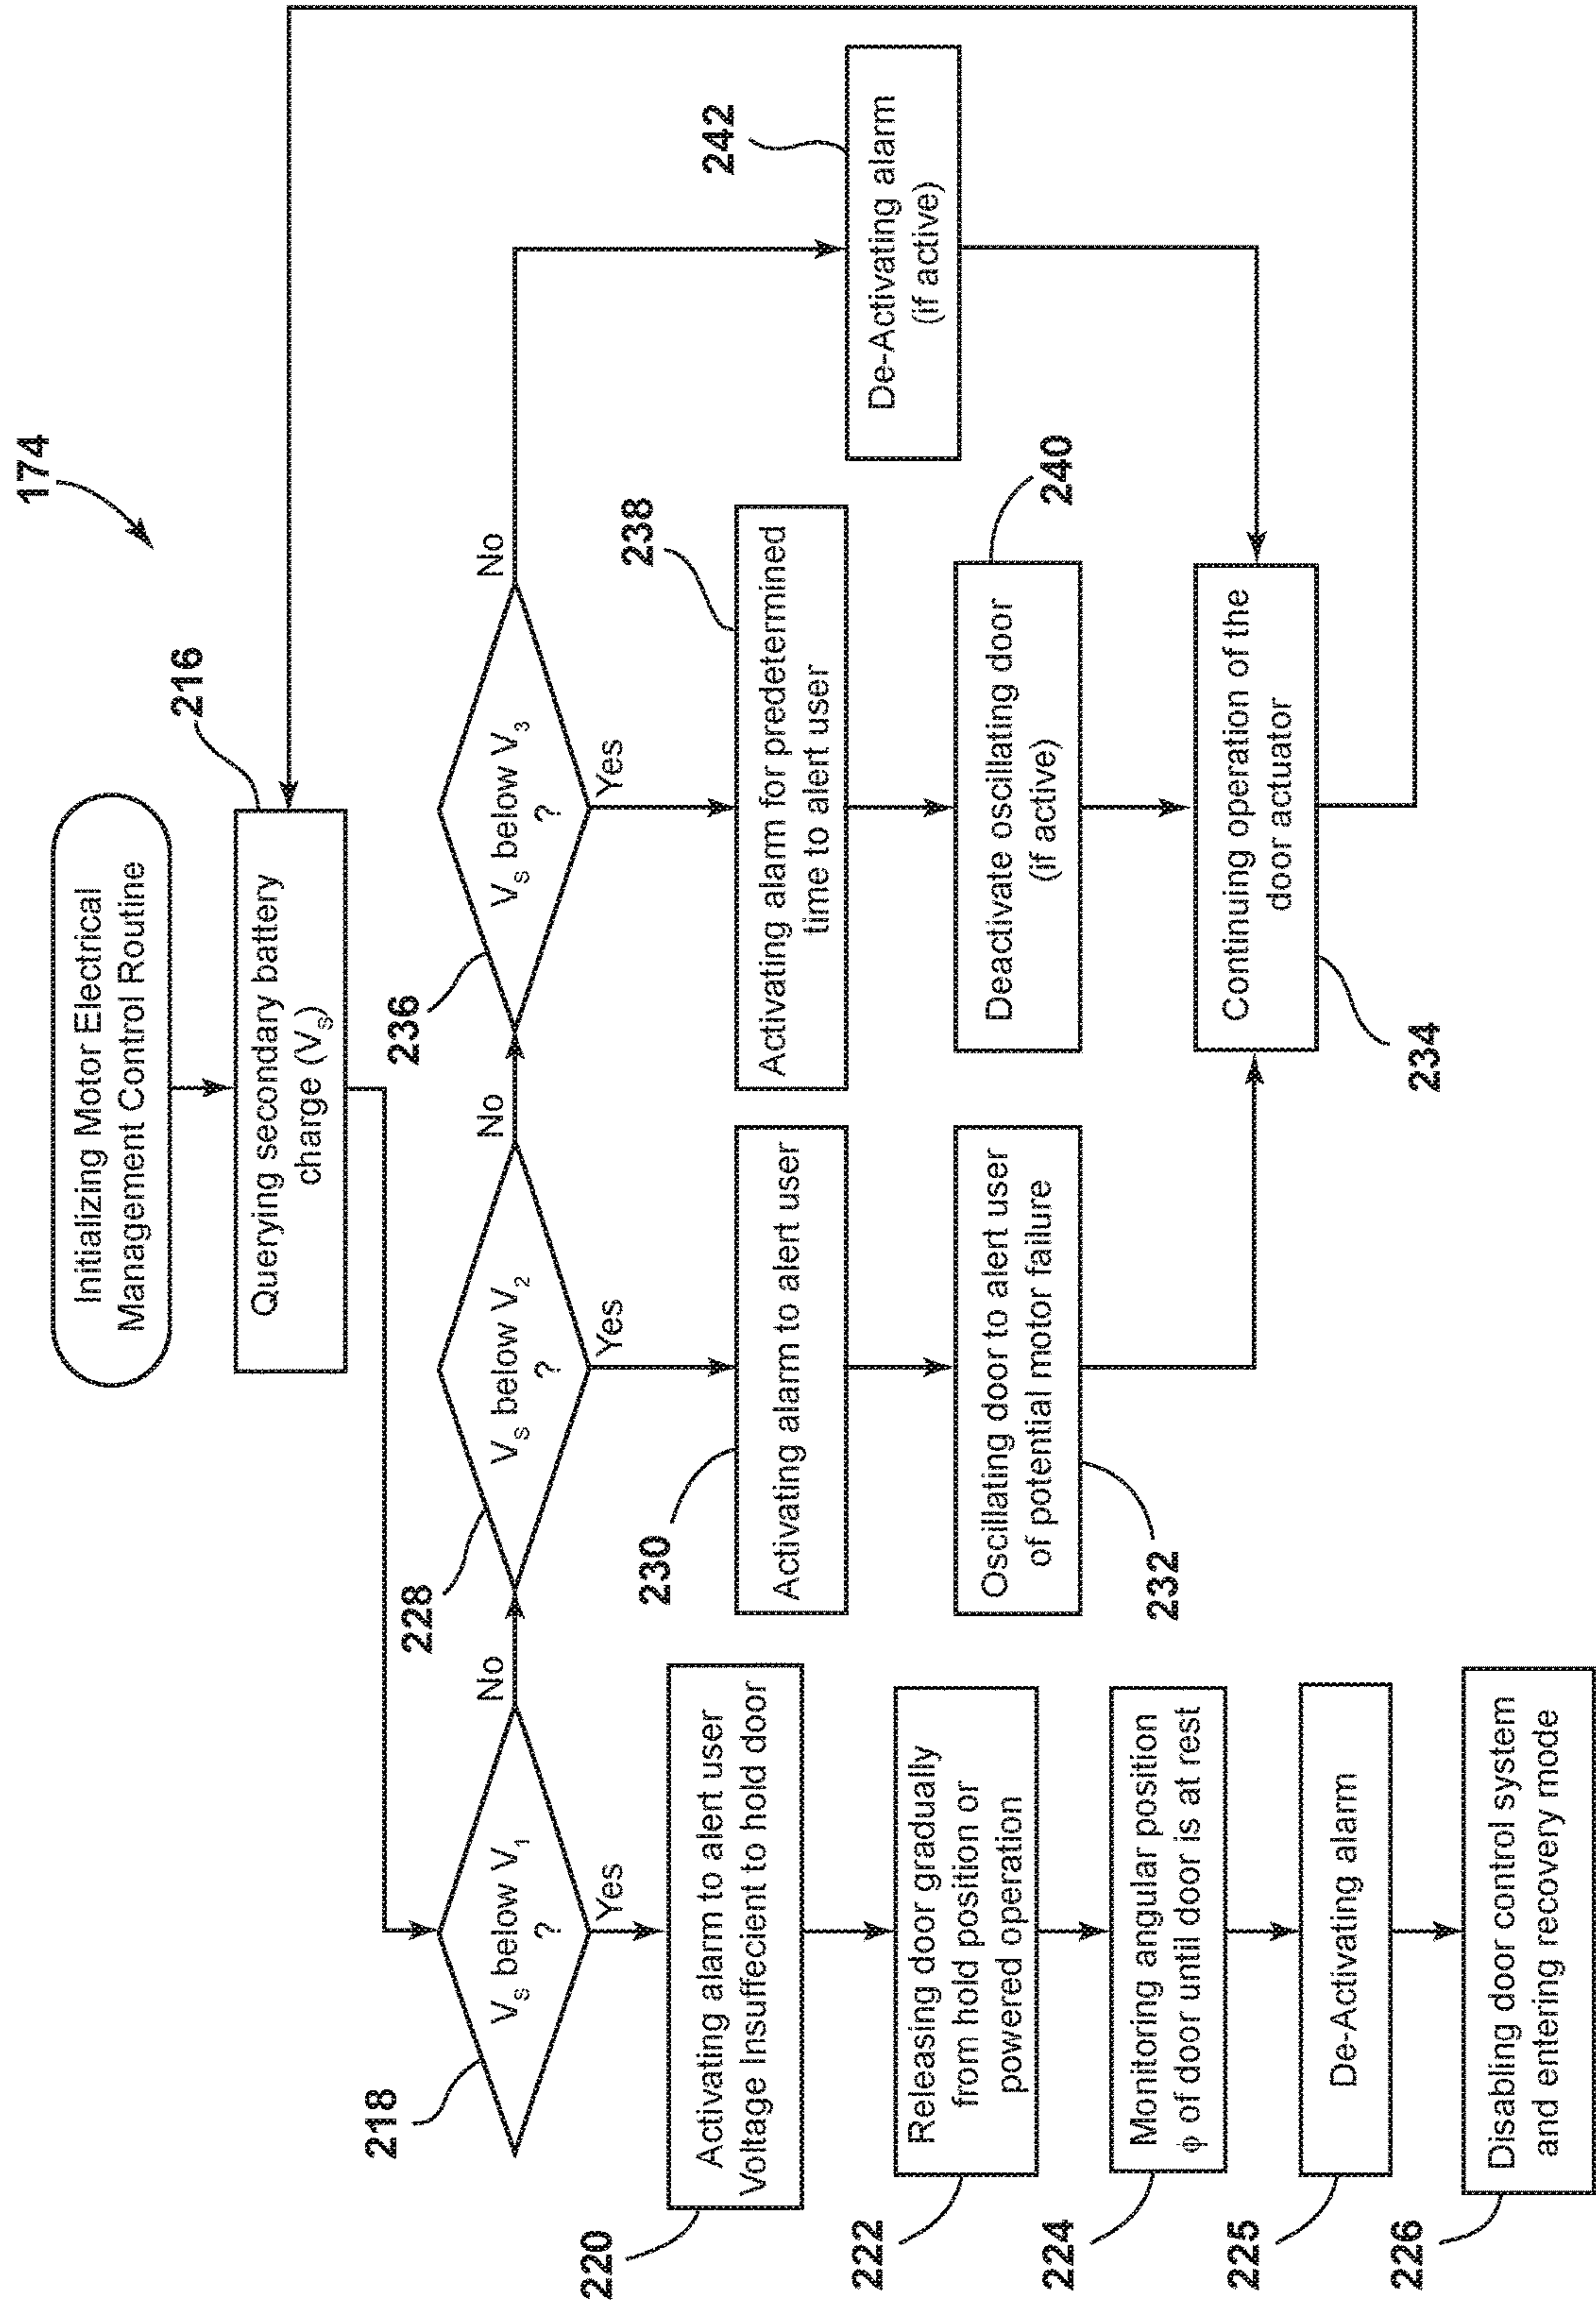 174
Initializing Motor Electrical
Management Control Routine
216
Querying secondary battery
charge (Vs)
218
Vs below V1
?
No
Yes
228
Vs below V2
?
No
Yes
236
Vs below V3
?
No
Yes
220
Activating alarm to alert user
Voltage Insuffecient to hold door
222
Releasing door gradually
from hold position or
powered operation
224
Monitoring angular position
φ of door until door is at rest
225
De-Activating alarm
226
Disabling door control system
and entering recovery mode
230
Activating alarm to alert user
232
Oscillating door to alert user
of potential motor failure
238
Activating alarm for predetermined
time to alert user
240
Deactivate oscillating door
(if active)
242
De-Activating alarm
(if active)
234
Continuing operation of the
door actuator